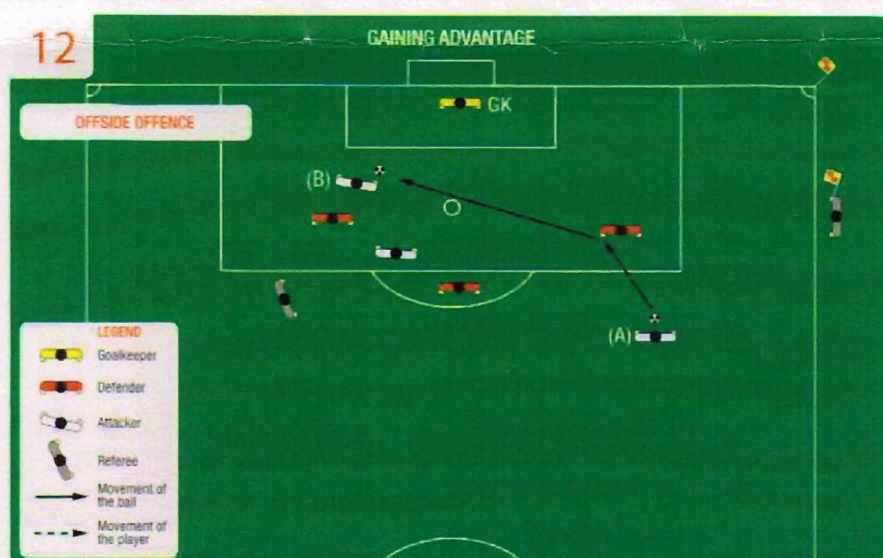 12
GAINING ADVANTAGE
OFFSIDE OFFENCE
GK
(B)
(A)
LEGEND
Goalkeeper
Defender
Attacker
Referee
Movement of
the ball
Movement of
the player